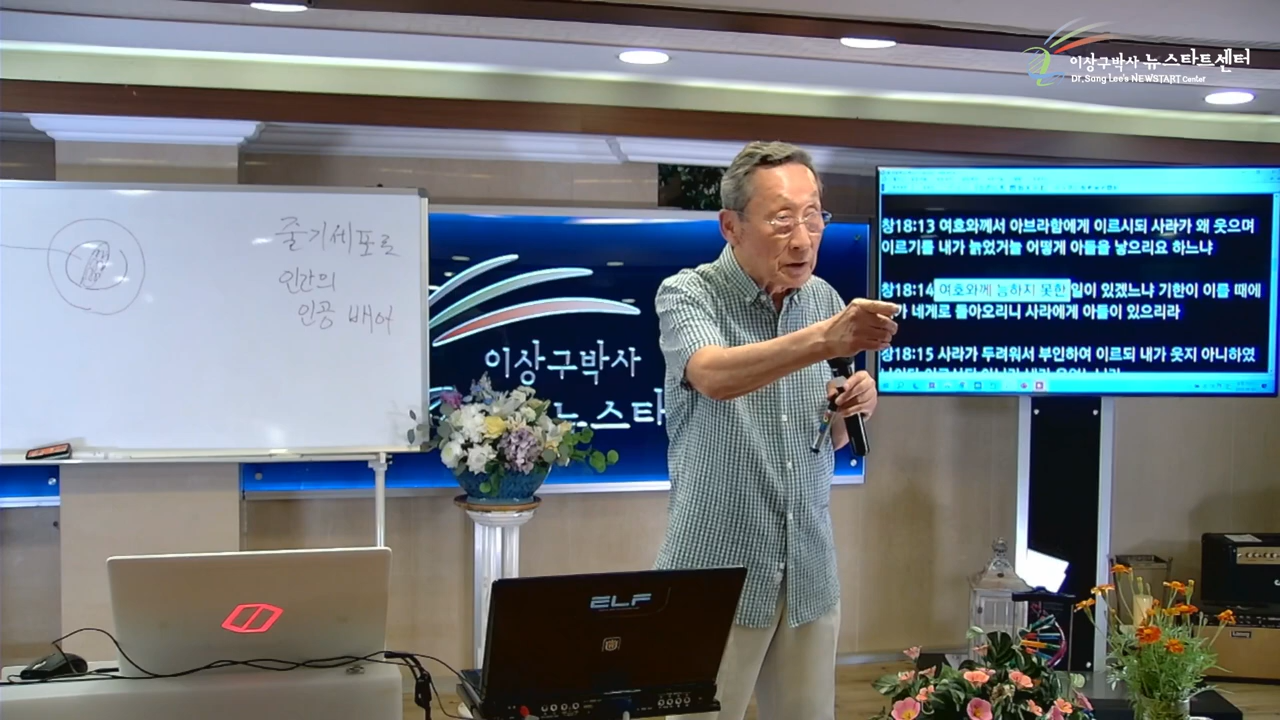 이상구박사 뉴스타트센터
Dr.Sang Lee's NEWSTART Center
줄기세포로
인간의
인공 배아
이상구박사
뉴스타
창18:13 여호와께서 아브라함에게 이르시되 사라가 왜 웃으며
이르기를 내가 늙었거늘 어떻게 아들을 낳으리요 하느냐
창18:14 여호와께 능하지 못한 일이 있겠느냐 기한이 이를 때에
가 네게로 돌아오리니 사라에게 아들이 있으리라
창18:15 사라가 두려워서 부인하여 이르되 내가 웃지 아니하였
ELF